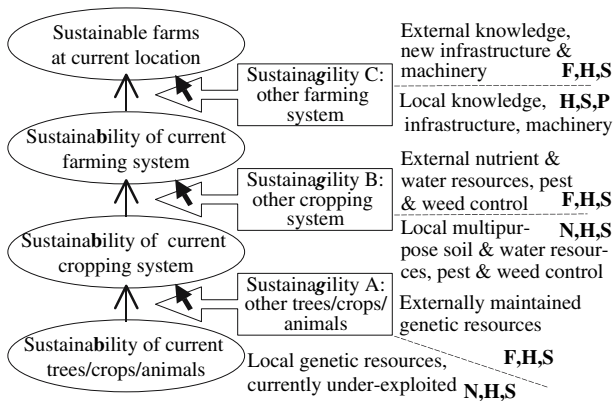 Sustainable farms
at current location
External knowledge,
new infrastructure &
machinery F,H,S
Sustainagility C:
other farming
system
Local knowledge, H,S,P
infrastructure, machinery
Sustainability of current
farming system
External nutrient &
water resources, pest
& weed control F,H,S
Sustainagility B:
other cropping
system
N,H,S
Local multipur-
pose soil & water resour-
ces, pest & weed control
Sustainability of current
cropping system
Sustainagility A:
other trees/crops/
animals
Externally maintained
genetic resources
F,H,S
Sustainability of current
trees/crops/animals
Local genetic resources,
currently under-exploited N,H,S